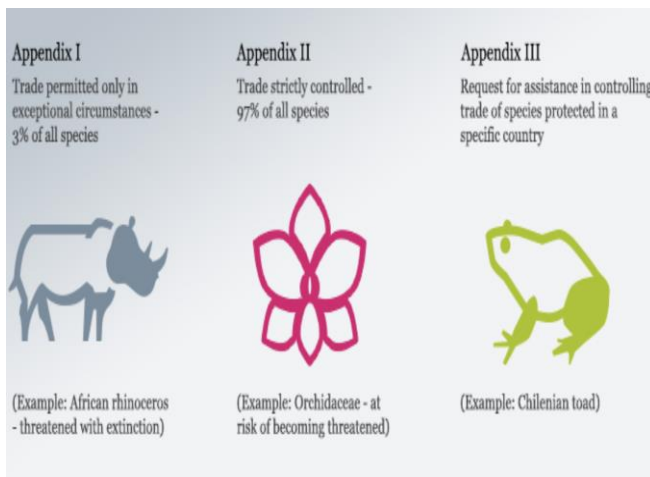 Appendix I
Trade permitted only in
exceptional circumstances -
3% of all species
(Example: African rhinoceros
- threatened with extinction)
Appendix II
Trade strictly controlled -
97% of all species
(Example: Orchidaceae - at
risk of becoming threatened)
Appendix III
Request for assistance in controlling
trade of species protected in a
specific country
(Example: Chilenian toad)